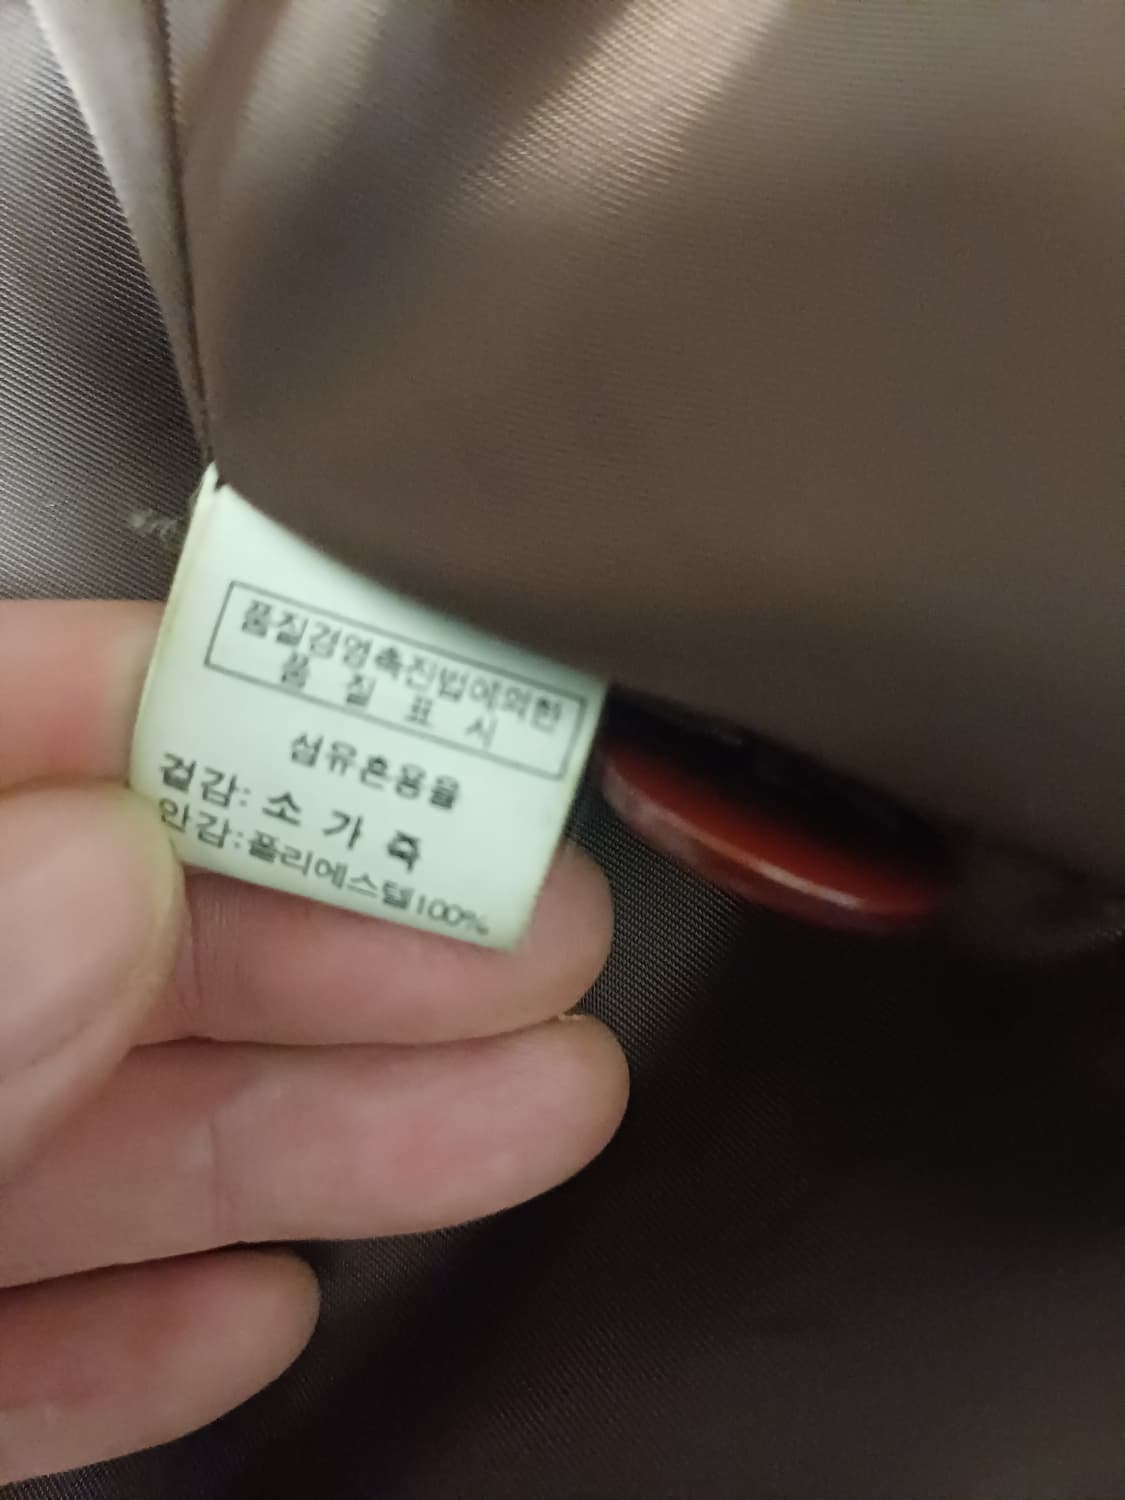 품질경영촉진법에의한
품 질 표 시
섬유혼용율
겉감: 소 가 죽
안감:폴리에스텔100%